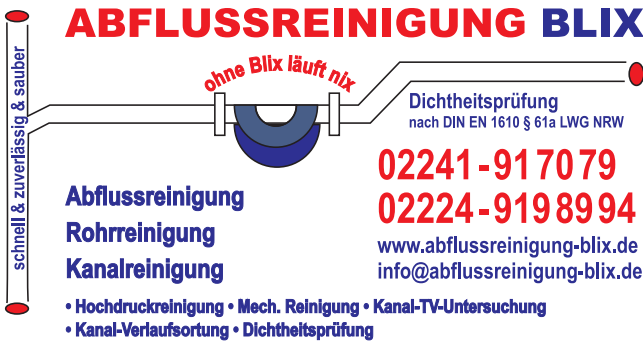 ABFLUSSREINIGUNG BLIX
schnell & zuverlässig & sauber
ohne Blix läuft nix
Dichtheitsprüfung
nach DIN EN 1610 § 61a LWG NRW
02241-917079
02224-9198994
www.abflussreinigung-blix.de
info@abflussreinigung-blix.de
Abflussreinigung
Rohrreinigung
Kanalreinigung
• Hochdruckreinigung • Mech. Reinigung • Kanal-TV-Untersuchung
• Kanal-Verlaufsortung • Dichtheitsprüfung